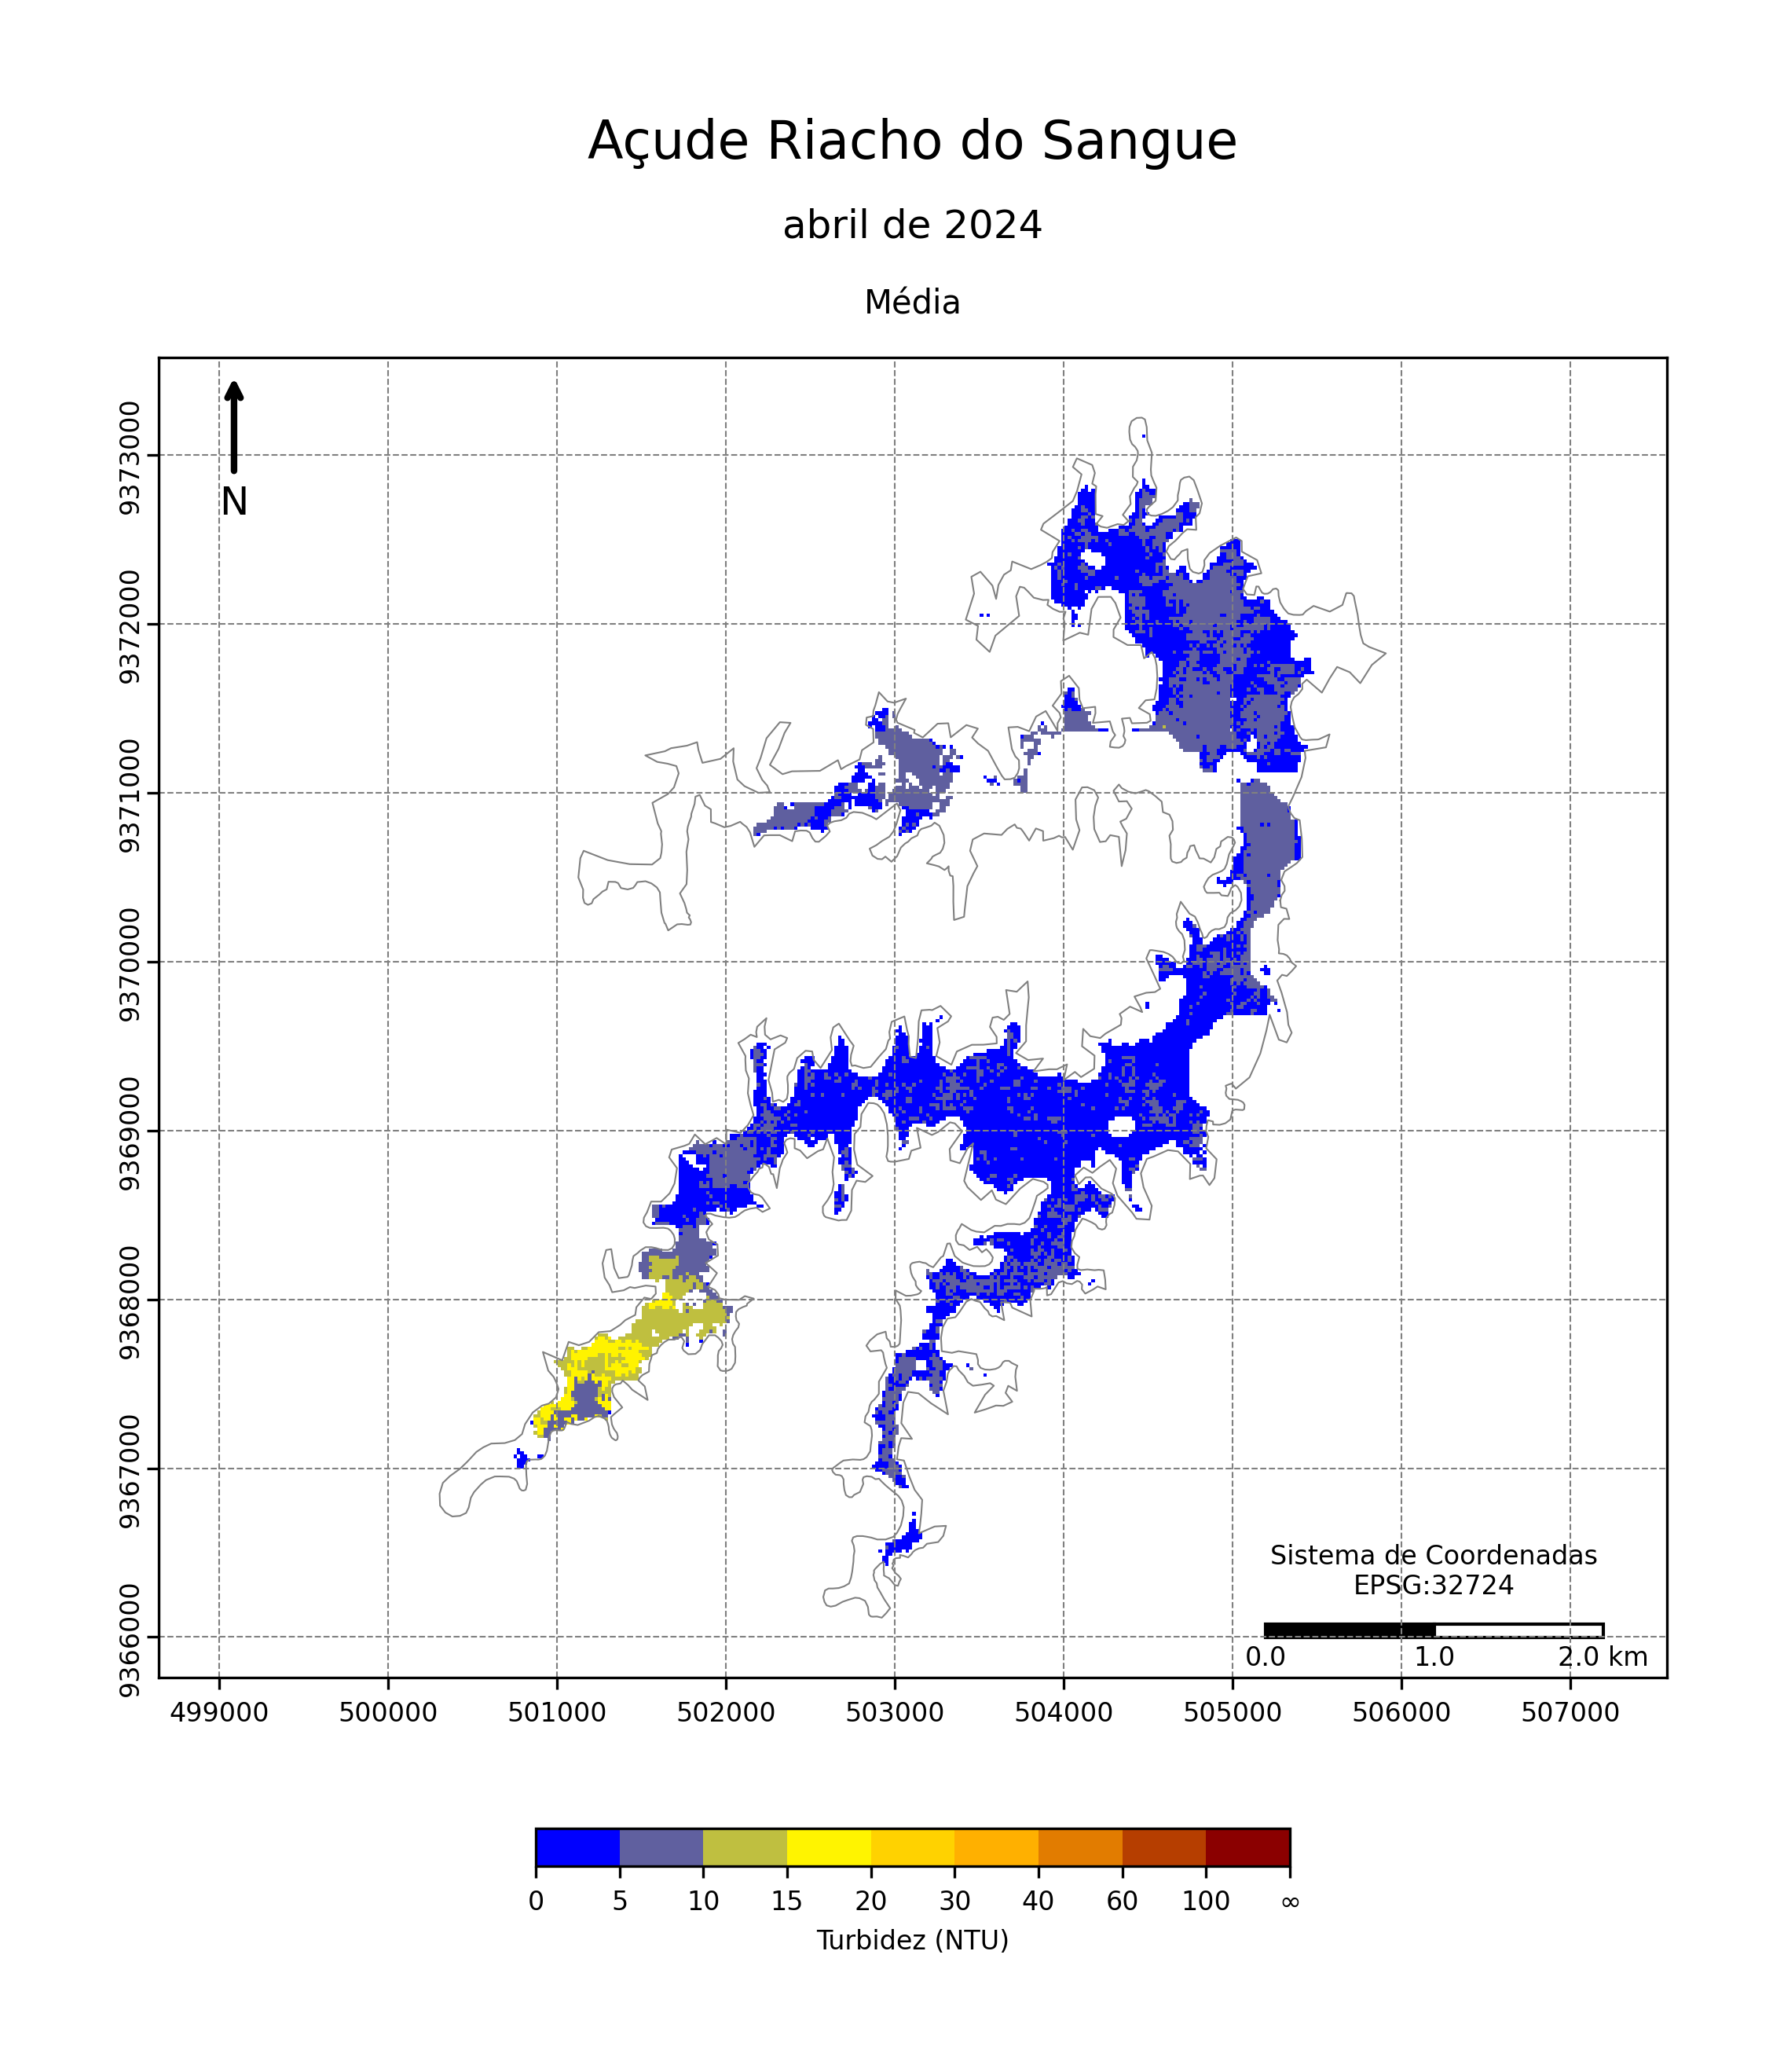 Açude Riacho do Sangue
abril de 2024
Média
N
9373000
9372000
9371000
9370000
9369000
9368000
9367000
9366000
Sistema de Coordenadas
EPSG:32724
0.0 1.0 2.0 km
499000 500000 501000 502000 503000 504000 505000 506000 507000
0 5 10 15 20 30 40 60 100 ∞
Turbidez (NTU)